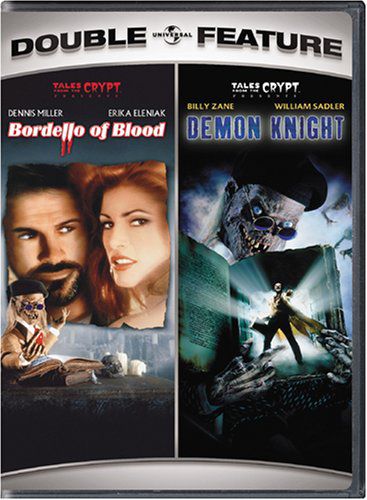 DOUBLE UNIVERSAL FEATURE
TALES
FROM THE CRYPT
PRESENTS
DENNIS MILLER ERIKA ELENIAK
Bordello of Blood
TALES
FROM THE CRYPT
PRESENTS
BILLY ZANE WILLIAM SADLER
DEMON KNIGHT